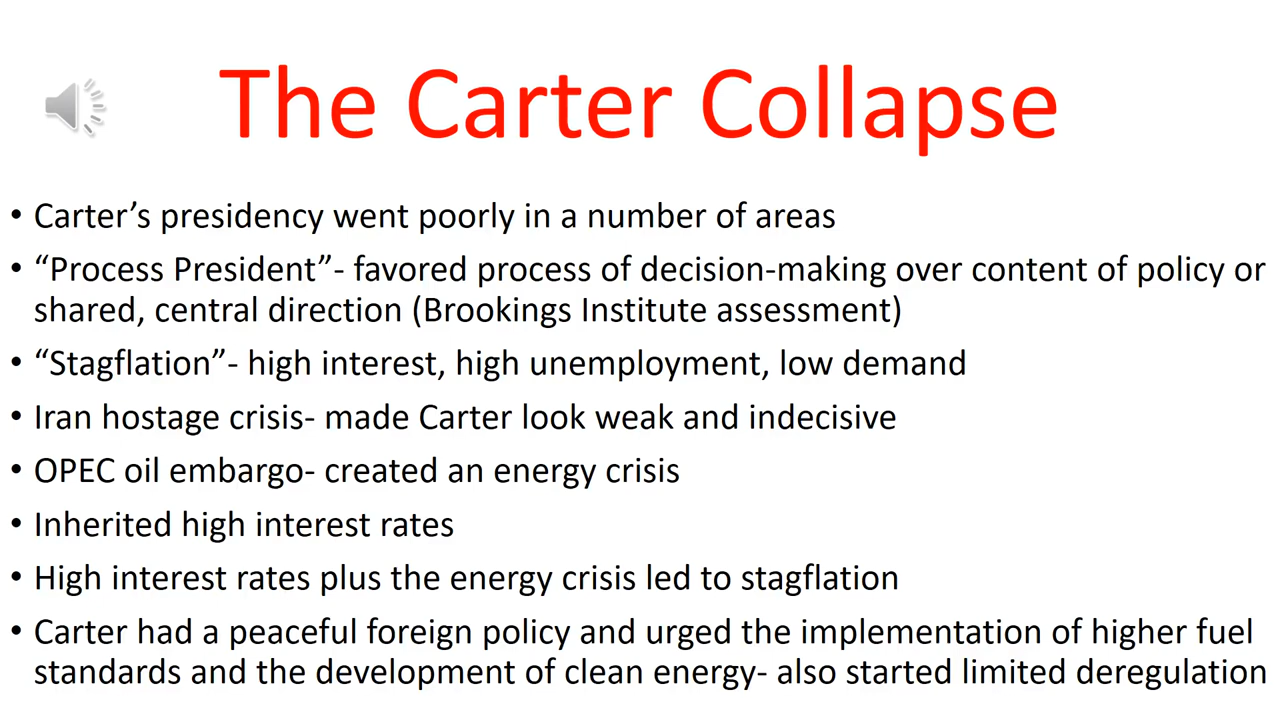 The Carter Collapse
• Carter’s presidency went poorly in a number of areas
• “Process President”- favored process of decision-making over content of policy or
shared, central direction (Brookings Institute assessment)
• “Stagflation”- high interest, high unemployment, low demand
• Iran hostage crisis- made Carter look weak and indecisive
• OPEC oil embargo- created an energy crisis
• Inherited high interest rates
• High interest rates plus the energy crisis led to stagflation
• Carter had a peaceful foreign policy and urged the implementation of higher fuel
standards and the development of clean energy- also started limited deregulation